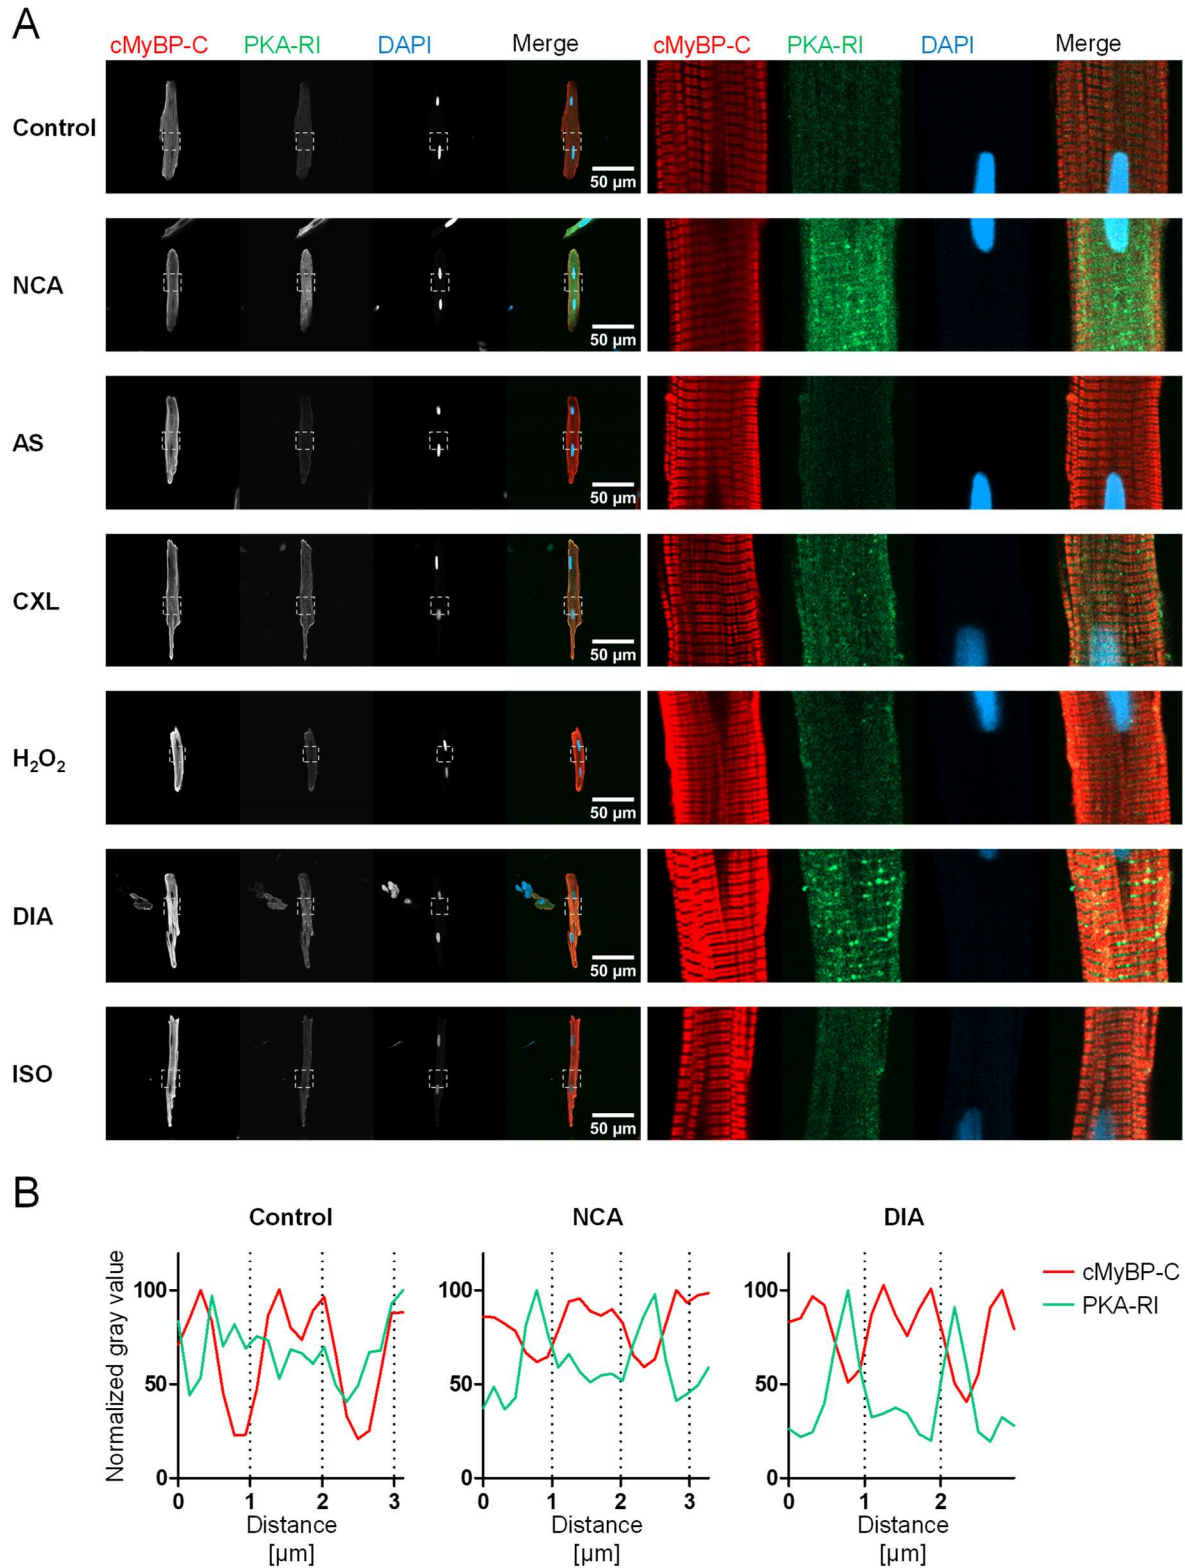 A
cMyBP-C PKA-RI DAPI Merge cMyBP-C PKA-RI DAPI Merge
Control
50 µm
NCA
50 µm
AS
50 µm
CXL
50 µm
H₂O₂
50 µm
DIA
50 µm
ISO
50 µm
B
Control NCA DIA
Normalized gray value
100 100 100
50 50 50
0 0 0
0 1 2 3 0 1 2 3 0 1 2
Distance Distance Distance
[µm] [µm] [µm]
cMyBP-C
PKA-RI